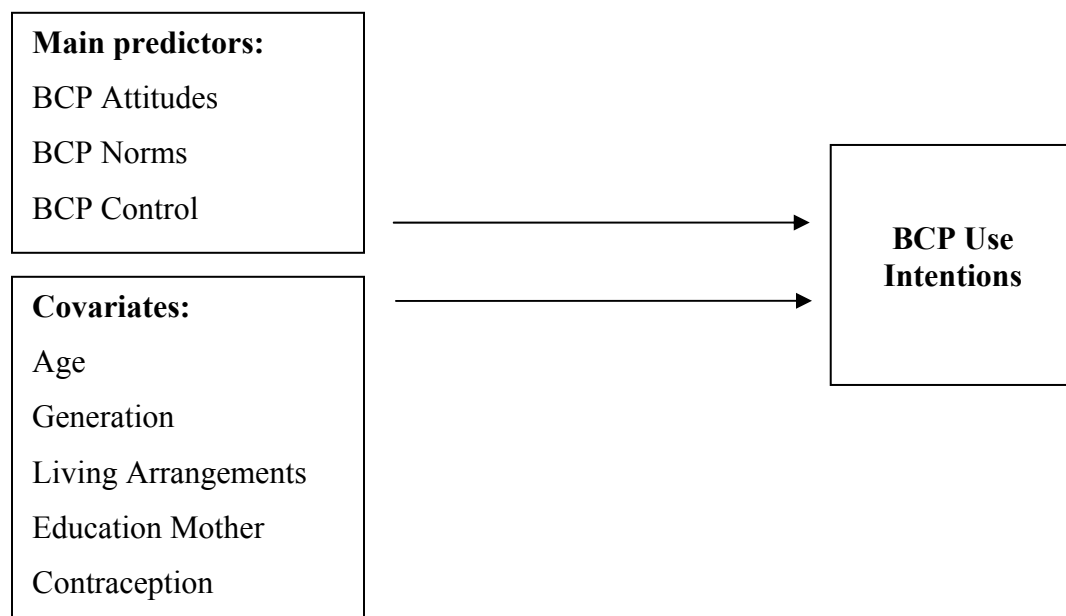 Main predictors:
BCP Attitudes
BCP Norms
BCP Control
Covariates:
Age
Generation
Living Arrangements
Education Mother
Contraception
BCP Use
Intentions